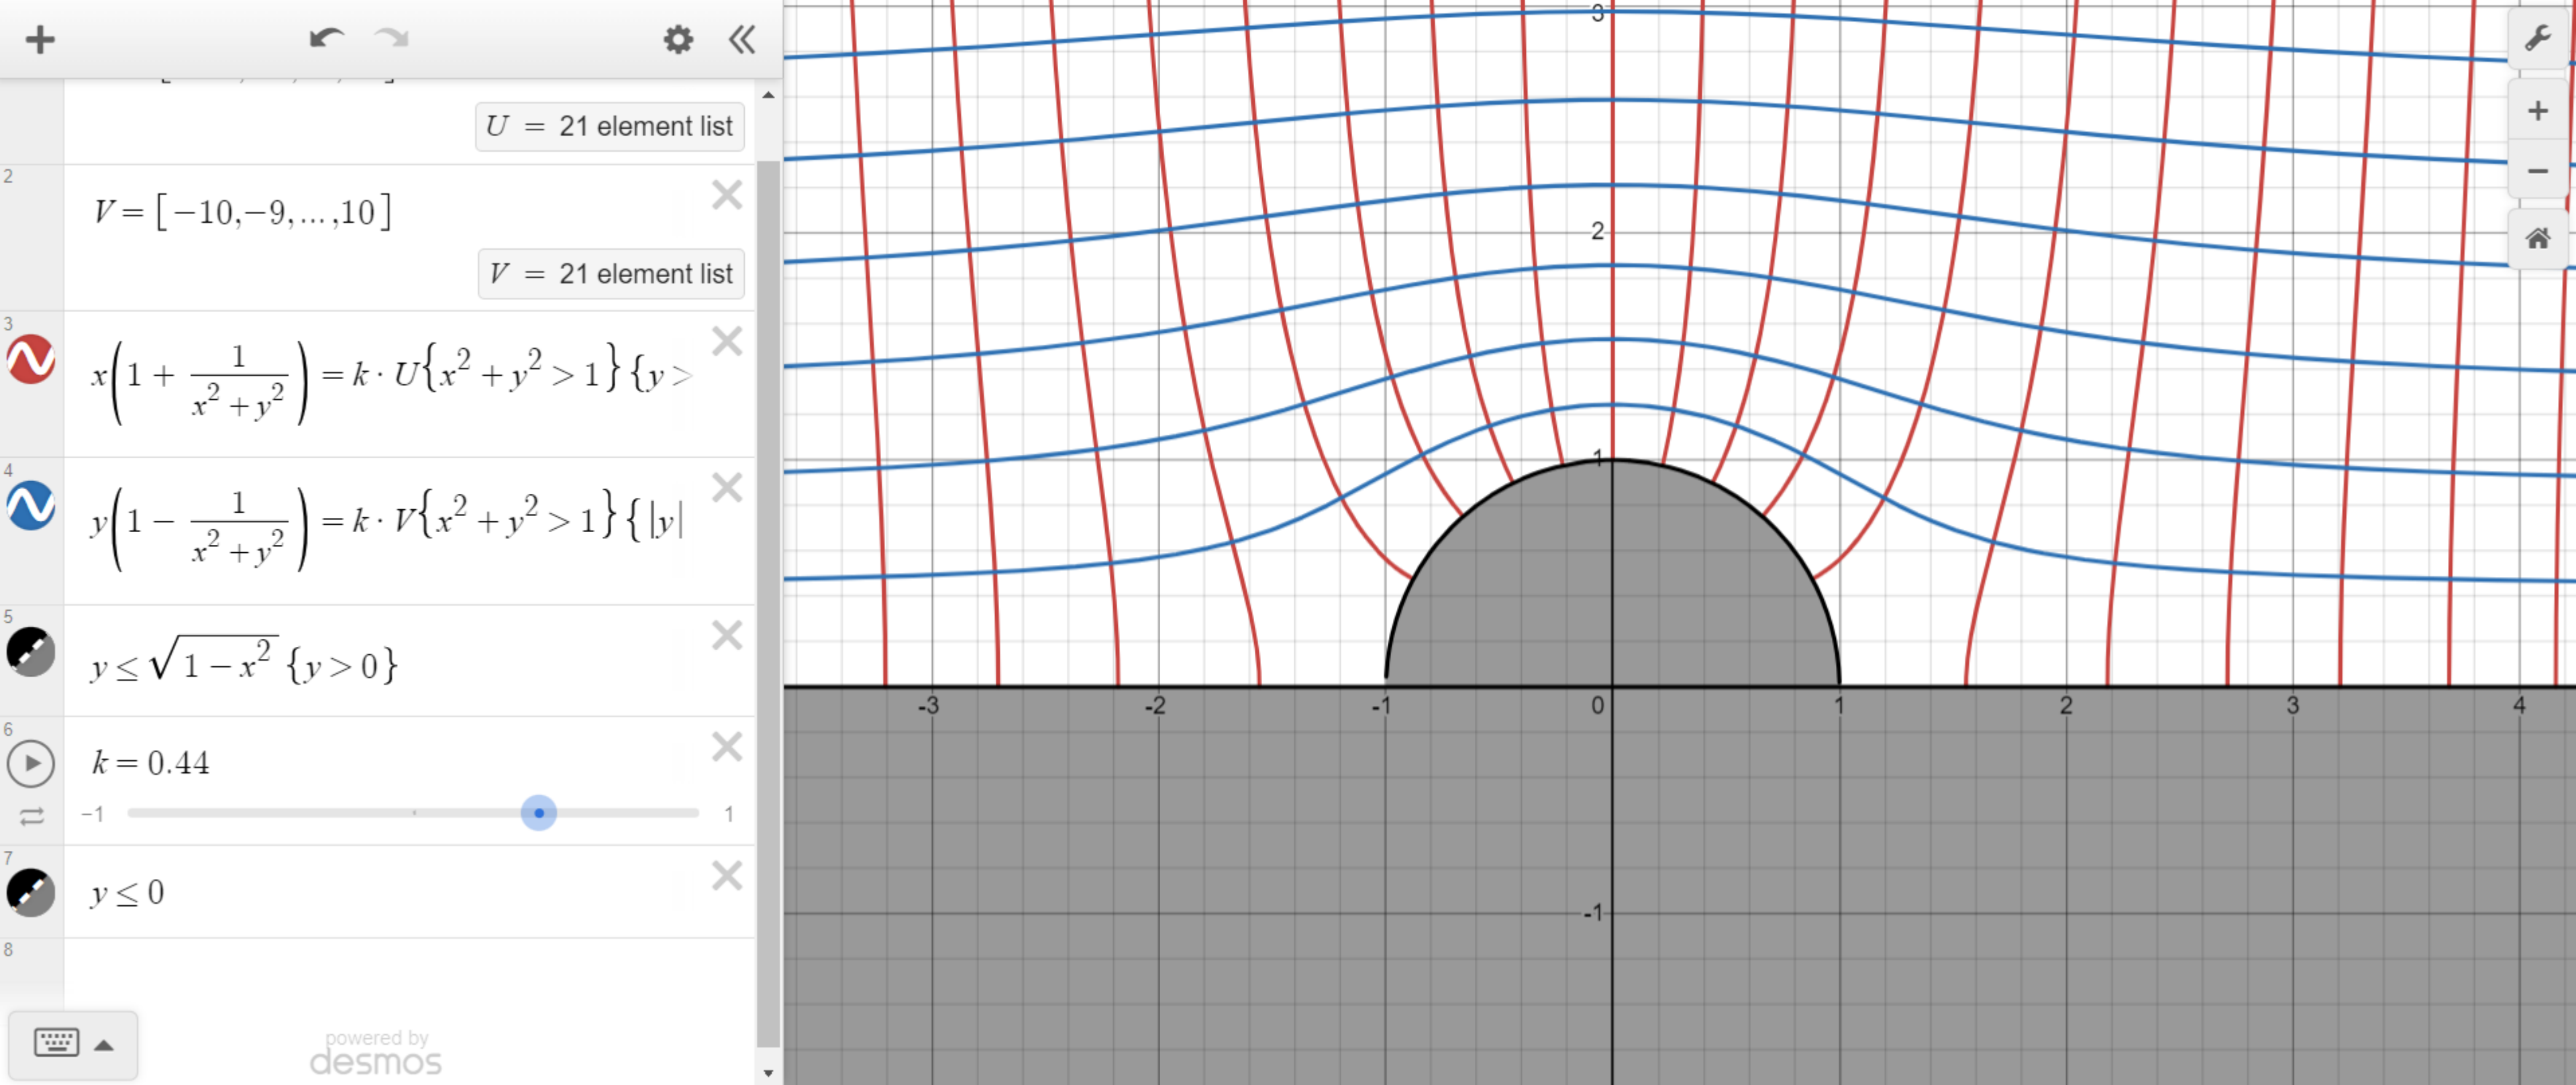 U = 21 element list
2
V = [−10,−9,...,10]
V = 21 element list
3
x(1 + 1/(x² + y²)) = k · U{x² + y² > 1}{y >
4
y(1 − 1/(x² + y²)) = k · V{x² + y² > 1}{|y|
5
y ≤ √(1 − x²) {y > 0}
6
k = 0.44
−1 1
7
y ≤ 0
8
powered by
desmos
3
2
1
-3 -2 -1 0 1 2 3 4
-1